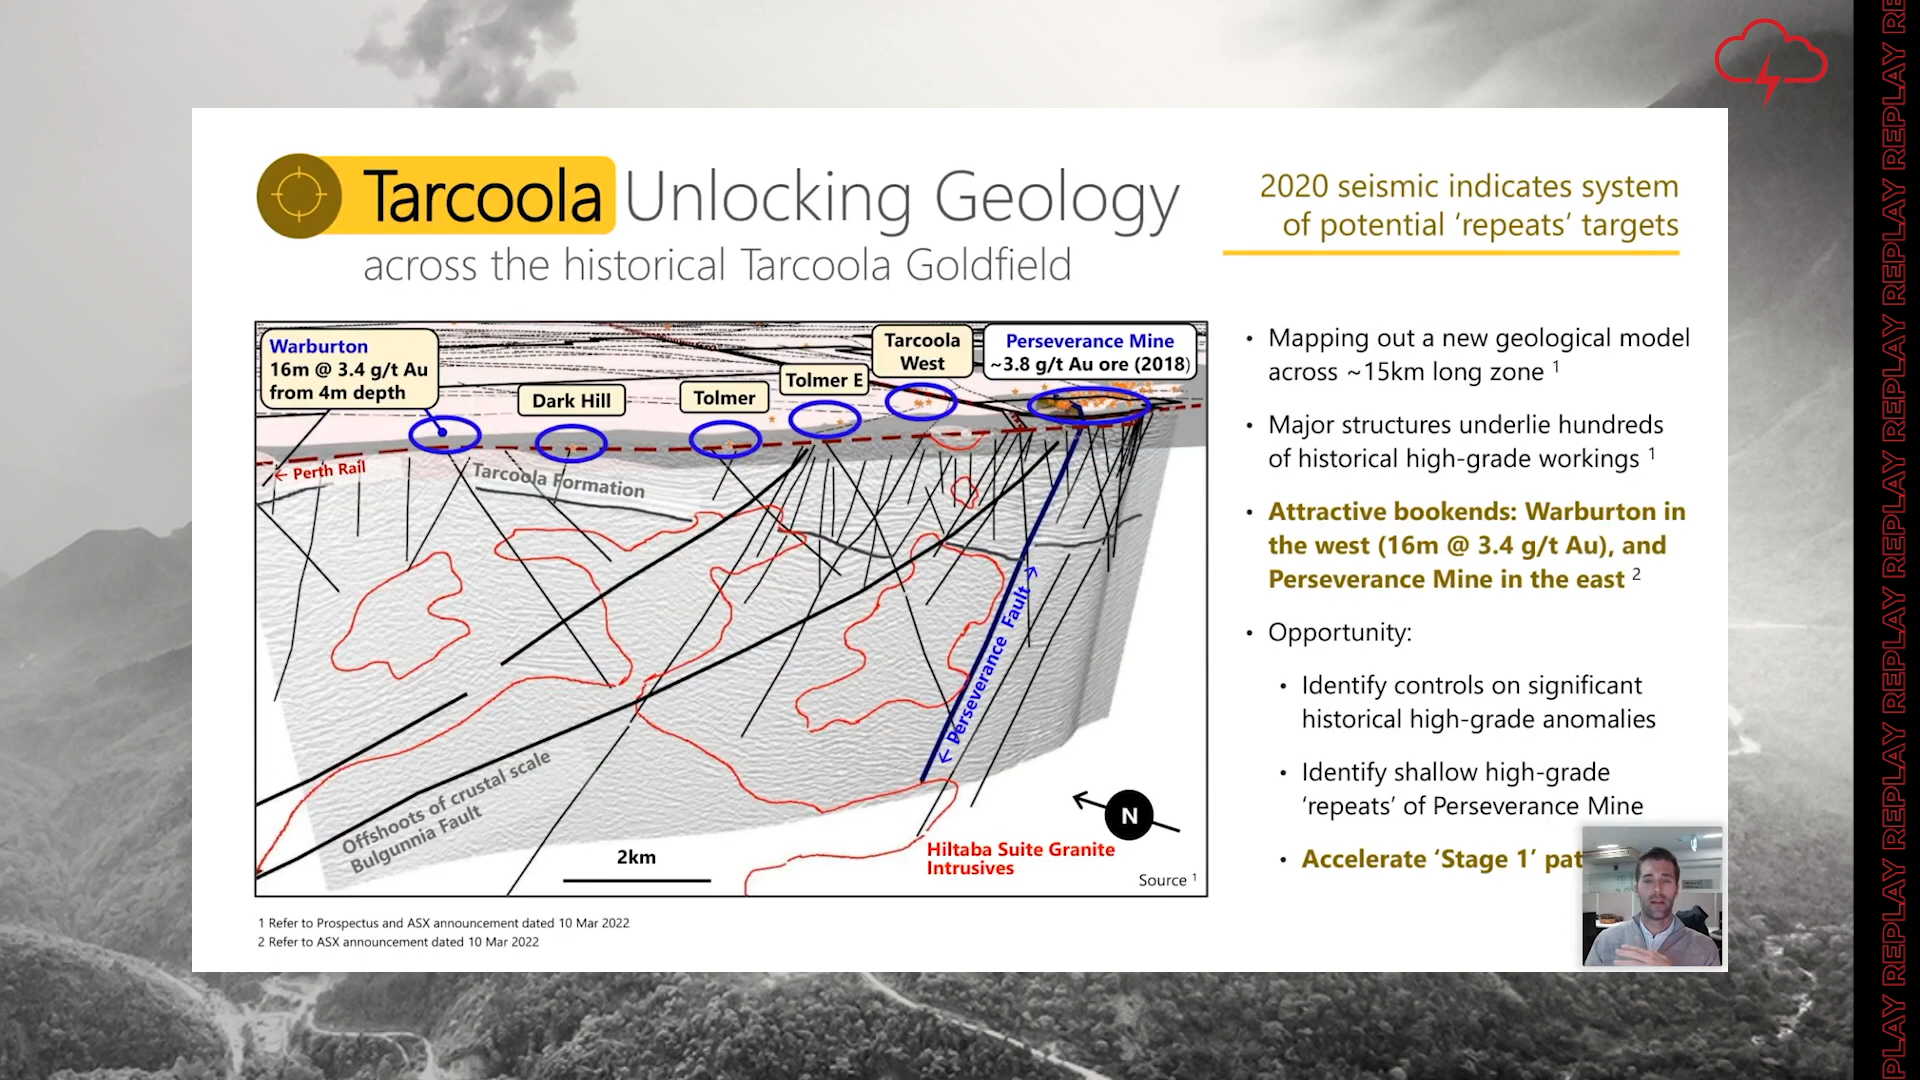 Tarcoola Unlocking Geology
across the historical Tarcoola Goldfield
2020 seismic indicates system
of potential ‘repeats’ targets
Warburton
16m @ 3.4 g/t Au
from 4m depth
Dark Hill
Tolmer
Tolmer E
Tarcoola
West
Perseverance Mine
~3.8 g/t Au ore (2018)
← Perth Rail
Tarcoola Formation
← Perseverance Fault →
Offshoots of crustal scale
Bulgunnia Fault
2km
N
Hiltaba Suite Granite
Intrusives
Source 1
1 Refer to Prospectus and ASX announcement dated 10 Mar 2022
2 Refer to ASX announcement dated 10 Mar 2022
• Mapping out a new geological model
across ~15km long zone 1
• Major structures underlie hundreds
of historical high-grade workings 1
• Attractive bookends: Warburton in
the west (16m @ 3.4 g/t Au), and
Perseverance Mine in the east 2
• Opportunity:
• Identify controls on significant
historical high-grade anomalies
• Identify shallow high-grade
‘repeats’ of Perseverance Mine
• Accelerate ‘Stage 1’
REPLAY REPLAY REPLAY REPLAY REPLAY REPLAY REPLAY REPLAY REPLAY